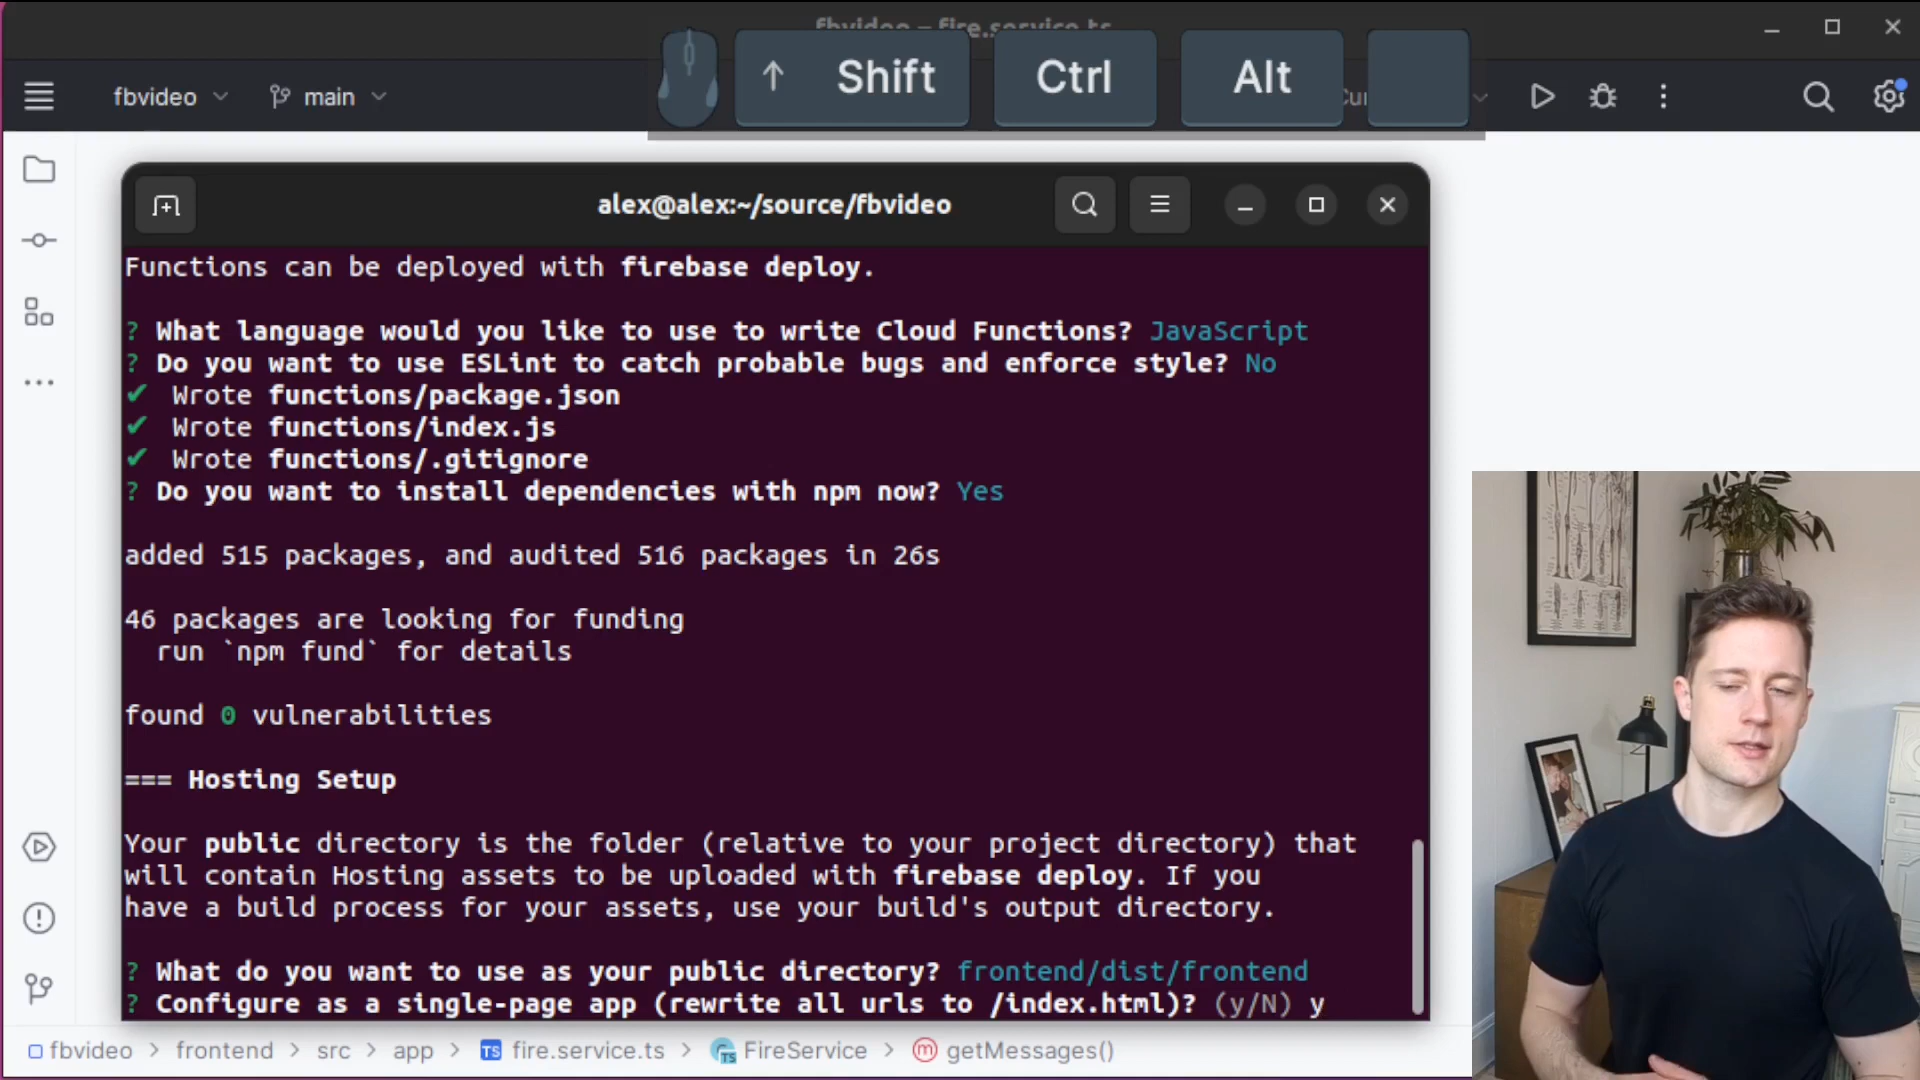 fbvideo – fire.service.ts
↑ Shift
Ctrl
Alt
fbvideo
main
Cur
alex@alex:~/source/fbvideo
Functions can be deployed with firebase deploy.
? What language would you like to use to write Cloud Functions? JavaScript
? Do you want to use ESLint to catch probable bugs and enforce style? No
✔ Wrote functions/package.json
✔ Wrote functions/index.js
✔ Wrote functions/.gitignore
? Do you want to install dependencies with npm now? Yes
added 515 packages, and audited 516 packages in 26s
46 packages are looking for funding
run `npm fund` for details
found 0 vulnerabilities
=== Hosting Setup
Your public directory is the folder (relative to your project directory) that
will contain Hosting assets to be uploaded with firebase deploy. If you
have a build process for your assets, use your build's output directory.
? What do you want to use as your public directory? frontend/dist/frontend
? Configure as a single-page app (rewrite all urls to /index.html)? (y/N) y
fbvideo > frontend > src > app > TS fire.service.ts > TS FireService > m getMessages()